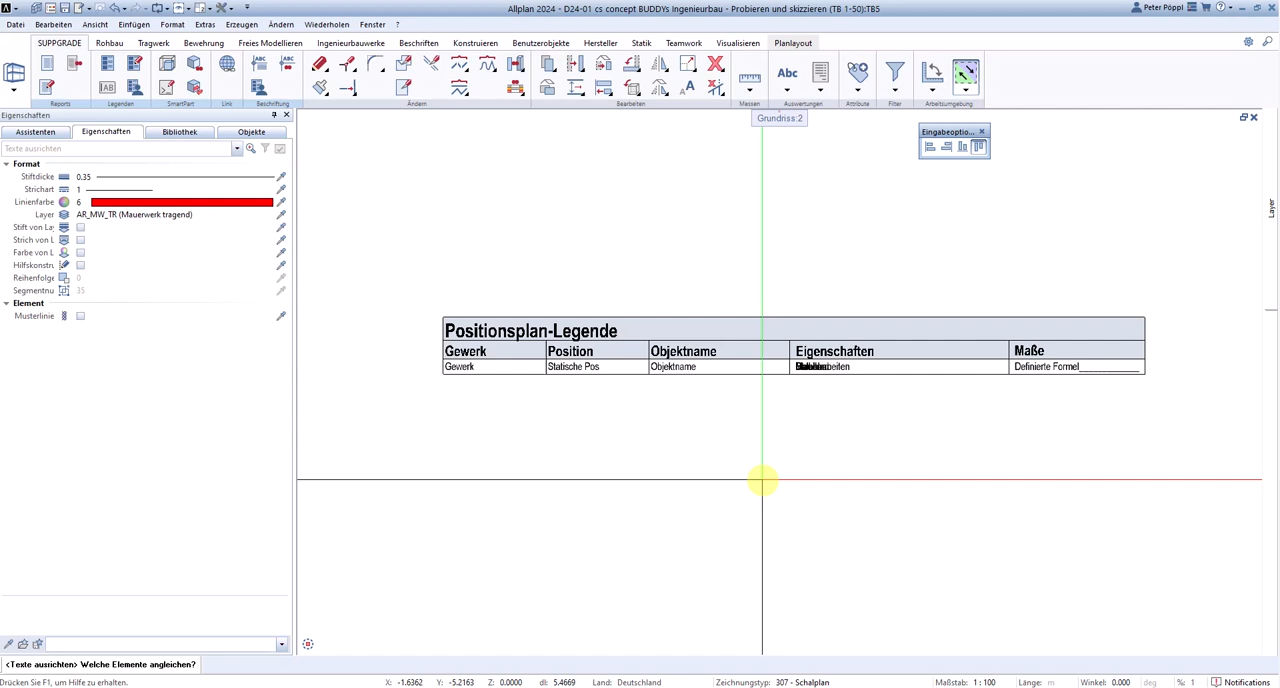 Allplan 2024 - D24-01 cs concept BUDDYs Ingenieurbau - Probieren und skizzieren (TB 1-50):TB5
Peter Pöppl
Datei Bearbeiten Ansicht Einfügen Format Extras Erzeugen Ändern Wiederholen Fenster ?
SUPPGRADE Rohbau Tragwerk Bewehrung Freies Modellieren Ingenieurbauwerke Beschriften Konstruieren Benutzerobjekte Hersteller Statik Teamwork Visualisieren Planlayout
Abc
Reports Legenden SmartPart Link Beschriftung Ändern Bearbeiten Messen Auswertungen Attribute Filter Arbeitsumgebung
Eigenschaften
Assistenten Eigenschaften Bibliothek Objekte
Texte ausrichten
Format
Stiftdicke 0.35
Strichart 1
Linienfarbe 6
Layer AR_MW_TR (Mauerwerk tragend)
Stift von La
Strich von L
Farbe von L
Hilfskonstru
Reihenfolge 0
Segmentnu 35
Element
Musterlinie
Grundriss:2
Eingabeoptio...
Layer
Positionsplan-Legende
Gewerk Position Objektname Eigenschaften Maße
Gewerk Statische Pos Objektname Definierte Formel____________
<Texte ausrichten> Welche Elemente angleichen?
Drücken Sie F1, um Hilfe zu erhalten.
X: -1.6362 Y: -5.2163 Z: 0.0000 dl: 5.4669 Land: Deutschland Zeichnungstyp: 307 - Schalplan Maßstab: 1 : 100 Länge: m Winkel: 0.000 deg %: 1 Notifications